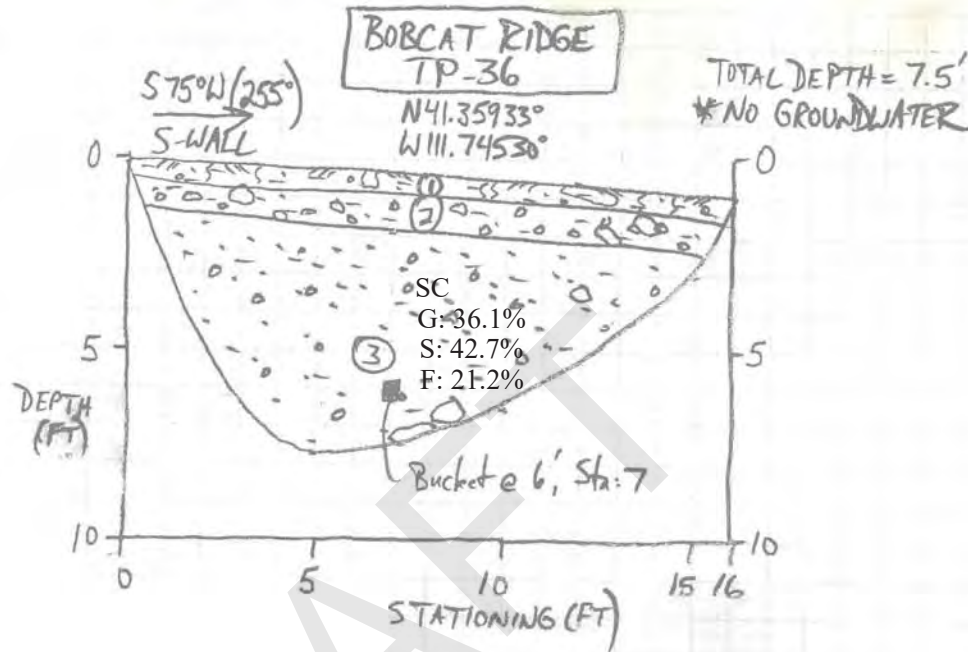 BOBCAT RIDGE
TP-36
N41.35933°
W111.74530°
S75°W (255°)
S-WALL
TOTAL DEPTH = 7.5'
* NO GROUNDWATER
0
0
1
2
SC
G: 36.1%
S: 42.7%
F: 21.2%
3
5
5
DEPTH
(FT)
Bucket @ 6', Sta: 7
10
10
0
5
10
15
16
STATIONING (FT)